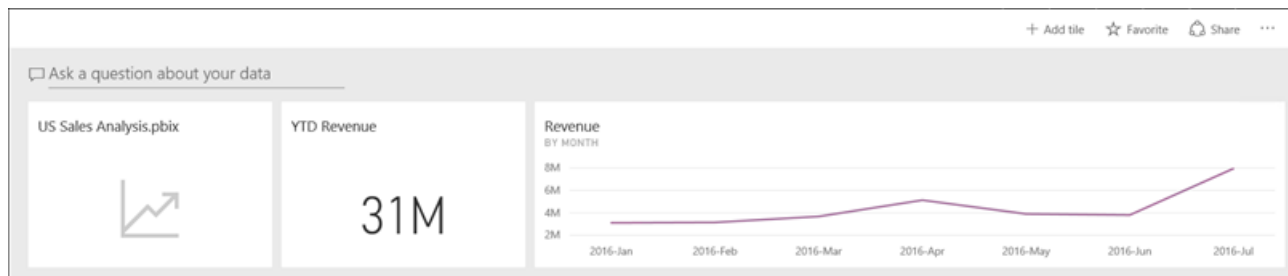 Add tile Favorite Share ...
Ask a question about your data
US Sales Analysis.pbix
YTD Revenue
31M
Revenue
BY MONTH
8M
6M
4M
2M
2016-Jan 2016-Feb 2016-Mar 2016-Apr 2016-May 2016-Jun 2016-Jul